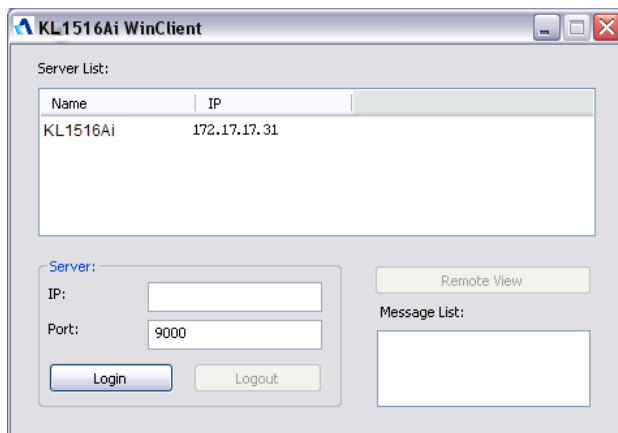 KL1516Ai WinClient
Server List:
Name IP
KL1516Ai 172.17.17.31
Server:
IP:
Port: 9000
Login Logout
Remote View
Message List: